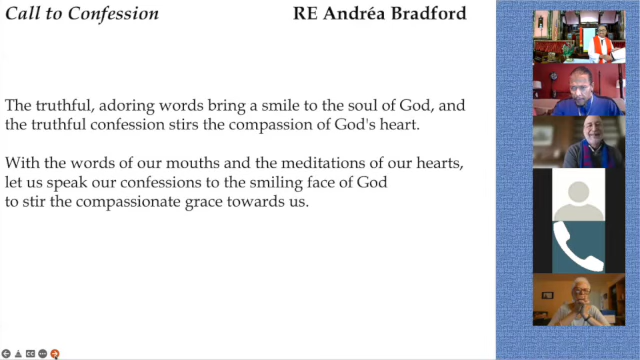 Call to Confession RE Andréa Bradford
The truthful, adoring words bring a smile to the soul of God, and
the truthful confession stirs the compassion of God's heart.
With the words of our mouths and the meditations of our hearts,
let us speak our confessions to the smiling face of God
to stir the compassionate grace towards us.